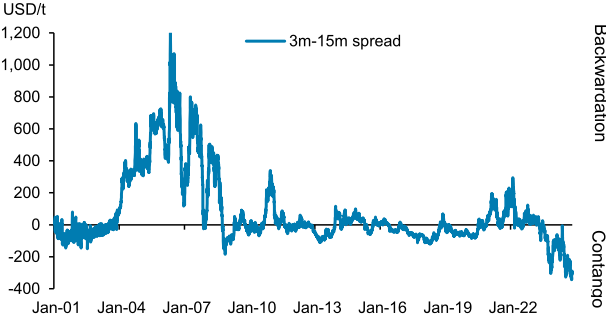 USD/t
1,200
1,000
800
600
400
200
0
-200
-400
3m-15m spread
Backwardation
Contango
Jan-01 Jan-04 Jan-07 Jan-10 Jan-13 Jan-16 Jan-19 Jan-22